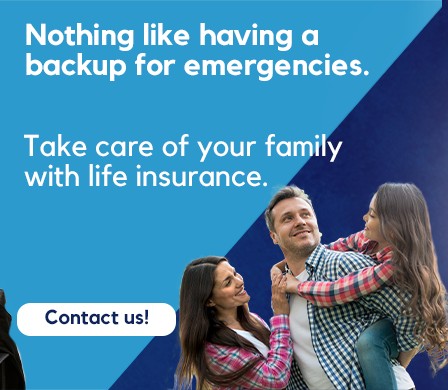 Nothing like having a
backup for emergencies.
Take care of your family
with life insurance.
Contact us!